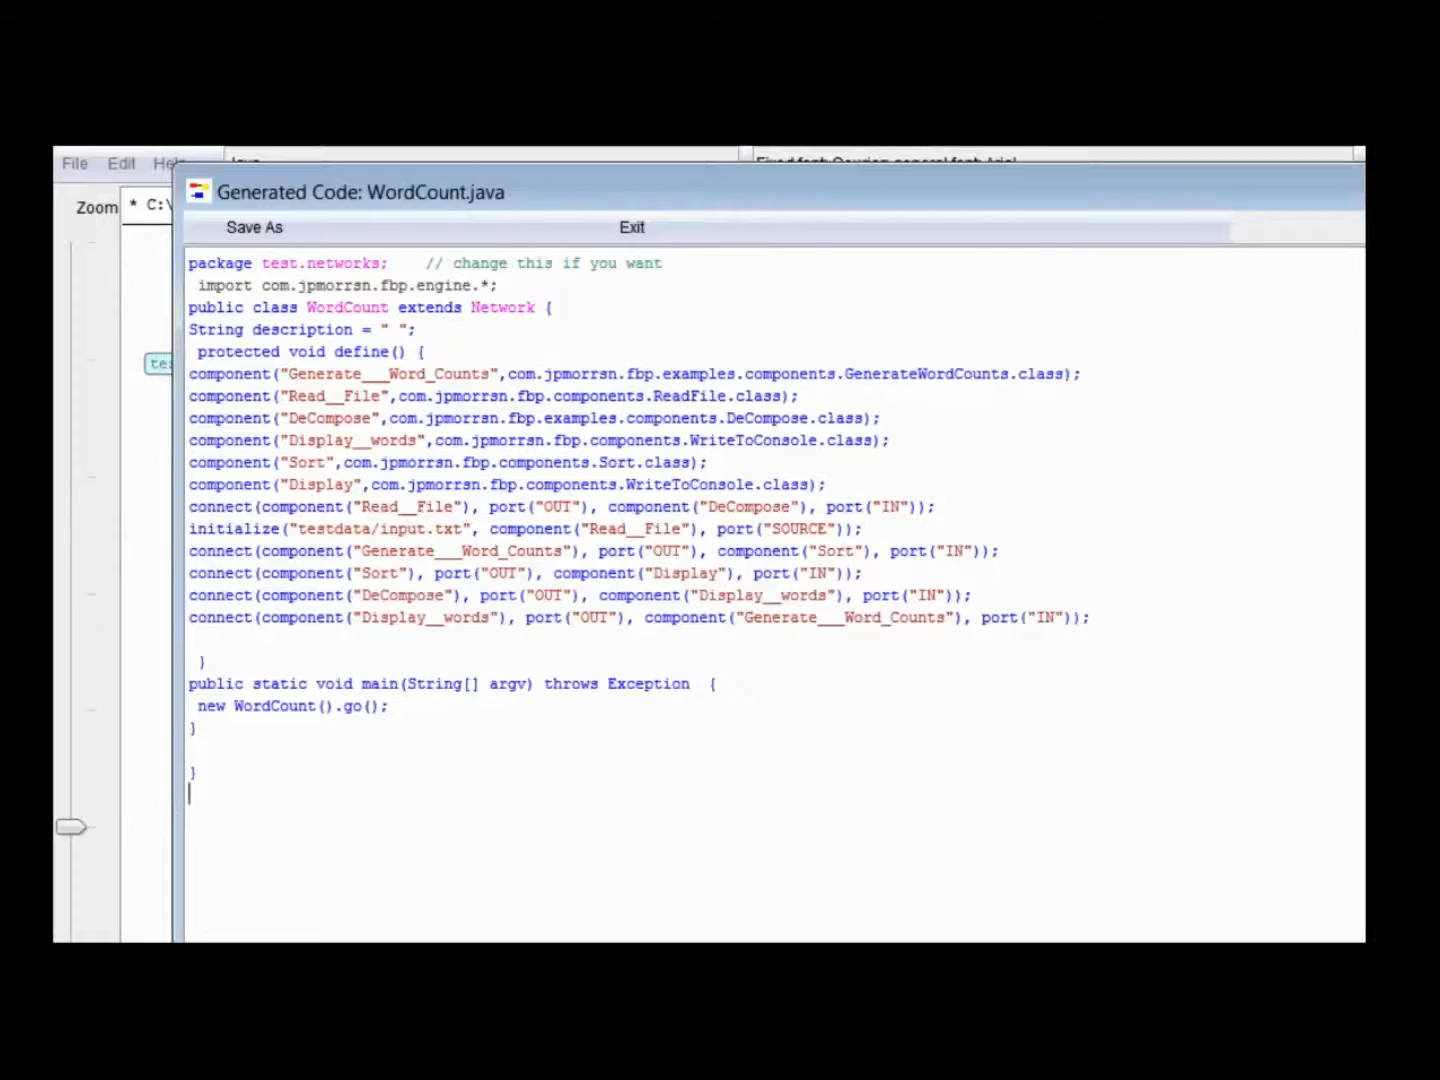 File Edit Help
Zoom
* C:\
Generated Code: WordCount.java
Save As Exit
package test.networks;    // change this if you want
import com.jpmorrsn.fbp.engine.*;
public class WordCount extends Network {
String description = " ";
protected void define() {
component("Generate___Word_Counts",com.jpmorrsn.fbp.examples.components.GenerateWordCounts.class);
component("Read__File",com.jpmorrsn.fbp.components.ReadFile.class);
component("DeCompose",com.jpmorrsn.fbp.examples.components.DeCompose.class);
component("Display__words",com.jpmorrsn.fbp.components.WriteToConsole.class);
component("Sort",com.jpmorrsn.fbp.components.Sort.class);
component("Display",com.jpmorrsn.fbp.components.WriteToConsole.class);
connect(component("Read__File"), port("OUT"), component("DeCompose"), port("IN"));
initialize("testdata/input.txt", component("Read__File"), port("SOURCE"));
connect(component("Generate___Word_Counts"), port("OUT"), component("Sort"), port("IN"));
connect(component("Sort"), port("OUT"), component("Display"), port("IN"));
connect(component("DeCompose"), port("OUT"), component("Display__words"), port("IN"));
connect(component("Display__words"), port("OUT"), component("Generate___Word_Counts"), port("IN"));
}
public static void main(String[] argv) throws Exception  {
new WordCount().go();
}
}